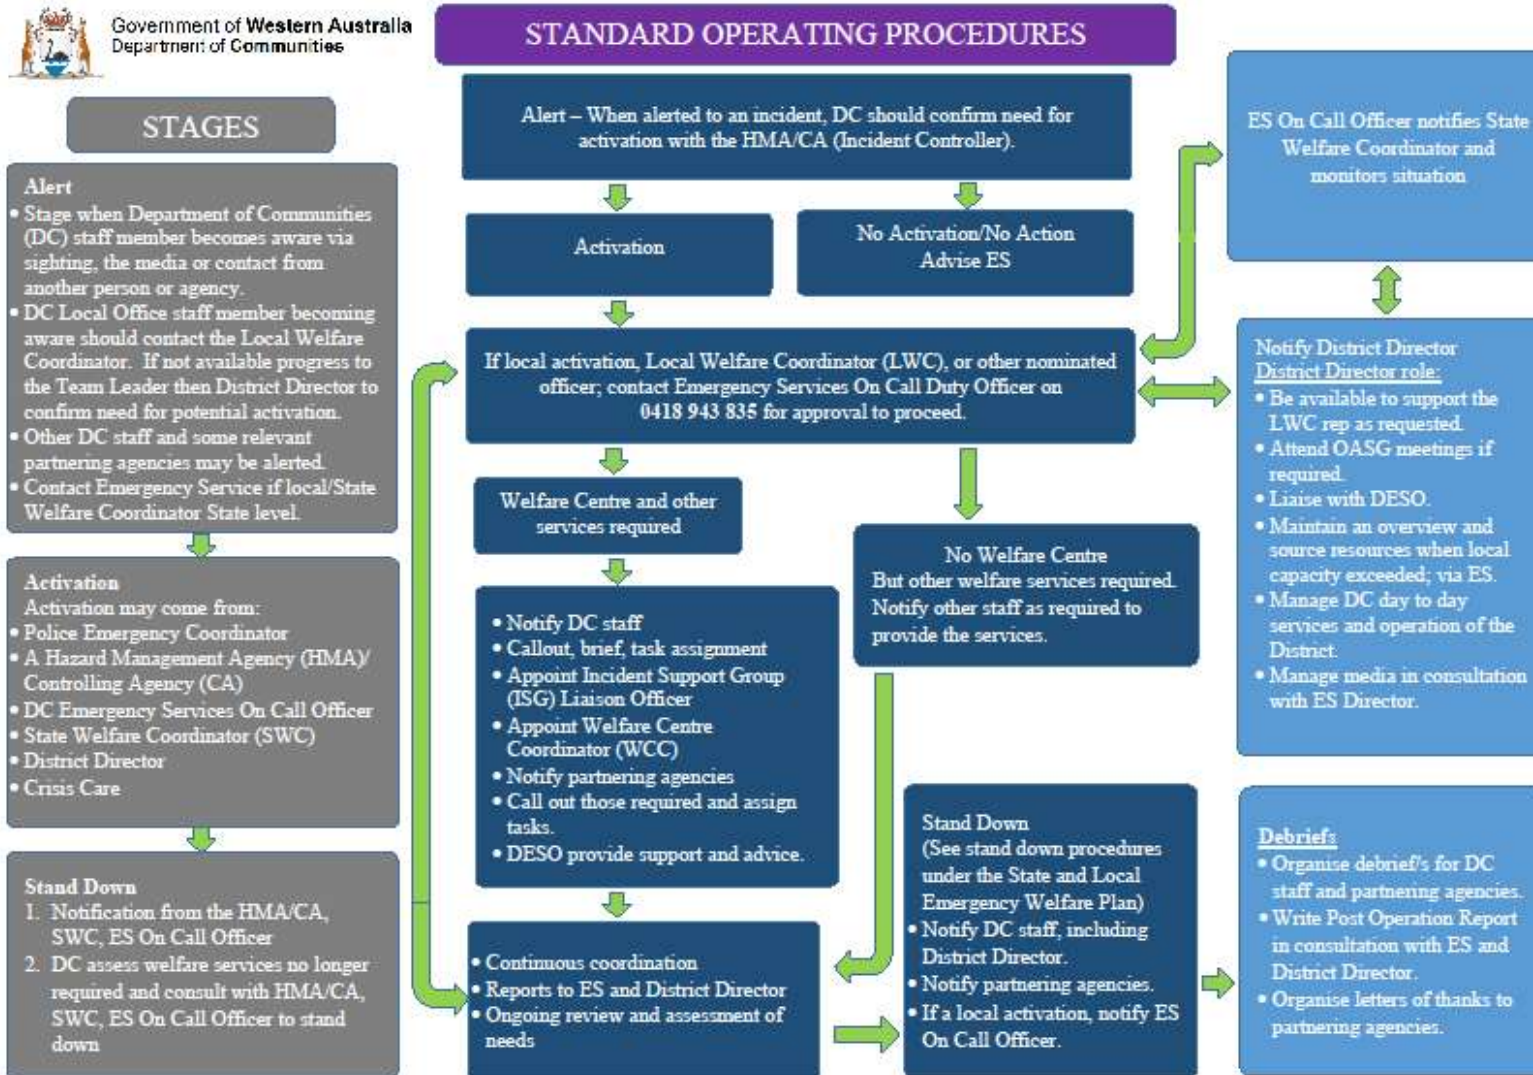 Government of Western Australia
Department of Communities
STANDARD OPERATING PROCEDURES
STAGES
Alert
• Stage when Department of Communities
(DC) staff member becomes aware via
sighting, the media or contact from
another person or agency.
• DC Local Office staff member becoming
aware should contact the Local Welfare
Coordinator. If not available progress to
the Team Leader then District Director to
confirm need for potential activation.
• Other DC staff and some relevant
partnering agencies may be alerted.
• Contact Emergency Service if local/State
Welfare Coordinator State level.
Activation
Activation may come from:
• Police Emergency Coordinator
• A Hazard Management Agency (HMA)/
Controlling Agency (CA)
• DC Emergency Services On Call Officer
• State Welfare Coordinator (SWC)
• District Director
• Crisis Care
Stand Down
1. Notification from the HMA/CA,
SWC, ES On Call Officer
2. DC assess welfare services no longer
required and consult with HMA/CA,
SWC, ES On Call Officer to stand
down
Alert – When alerted to an incident, DC should confirm need for
activation with the HMA/CA (Incident Controller).
Activation
No Activation/No Action
Advise ES
If local activation, Local Welfare Coordinator (LWC), or other nominated
officer; contact Emergency Services On Call Duty Officer on
0418 943 835 for approval to proceed.
Welfare Centre and other
services required
No Welfare Centre
But other welfare services required.
Notify other staff as required to
provide the services.
• Notify DC staff
• Callout, brief, task assignment
• Appoint Incident Support Group
(ISG) Liaison Officer
• Appoint Welfare Centre
Coordinator (WCC)
• Notify partnering agencies
• Call out those required and assign
tasks.
• DESO provide support and advice.
• Continuous coordination
• Reports to ES and District Director
• Ongoing review and assessment of
needs
Stand Down
(See stand down procedures
under the State and Local
Emergency Welfare Plan)
• Notify DC staff, including
District Director.
• Notify partnering agencies.
• If a local activation, notify ES
On Call Officer.
ES On Call Officer notifies State
Welfare Coordinator and
monitors situation
Notify District Director
District Director role:
• Be available to support the
LWC rep as requested.
• Attend OASG meetings if
required.
• Liaise with DESO.
• Maintain an overview and
source resources when local
capacity exceeded; via ES.
• Manage DC day to day
services and operation of the
District.
• Manage media in consultation
with ES Director.
Debriefs
• Organise debrief/s for DC
staff and partnering agencies.
• Write Post Operation Report
in consultation with ES and
District Director.
• Organise letters of thanks to
partnering agencies.